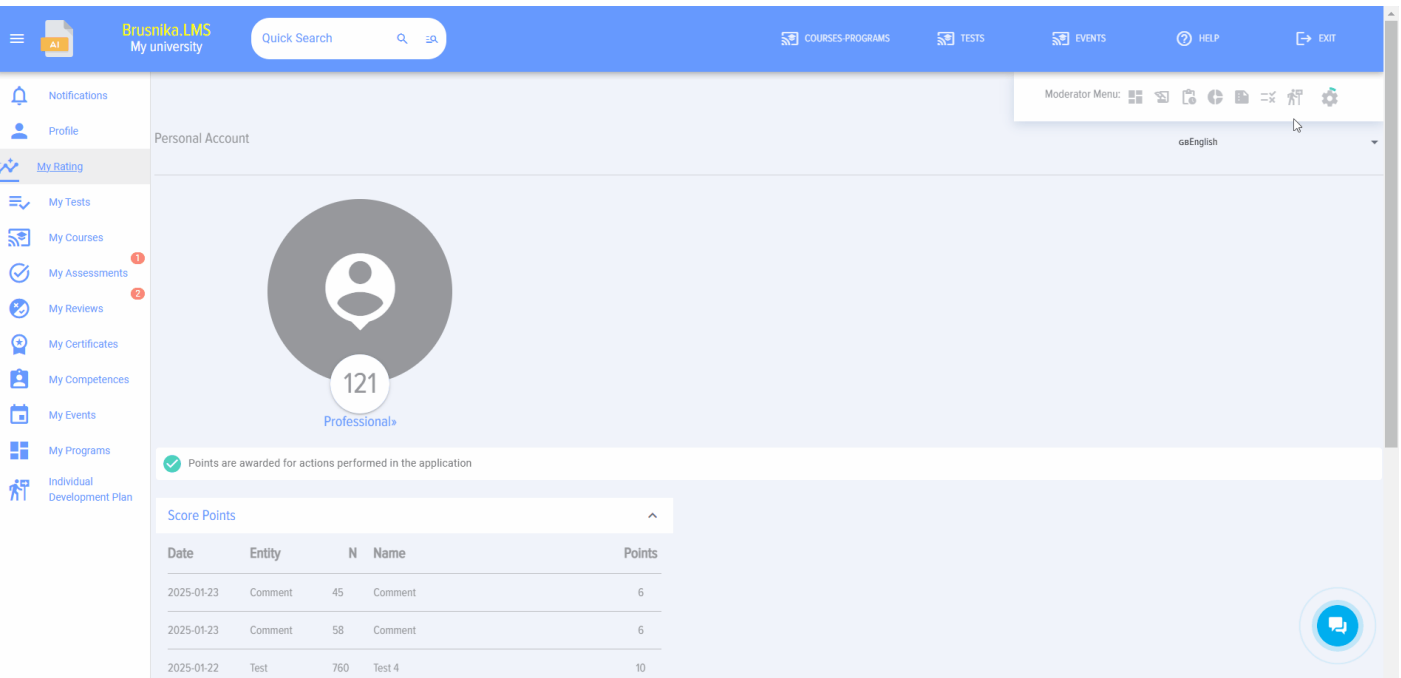 AI
Brusnika.LMS
My university
Quick Search
COURSES-PROGRAMS
TESTS
EVENTS
HELP
EXIT
Moderator Menu:
Notifications
Profile
My Rating
My Tests
My Courses
1
My Assessments
2
My Reviews
My Certificates
My Competences
My Events
My Programs
Individual
Development Plan
Personal Account
GBEnglish
121
Professional»
Points are awarded for actions performed in the application
Score Points
Date Entity N Name Points
2025-01-23 Comment 45 Comment 6
2025-01-23 Comment 58 Comment 6
2025-01-22 Test 760 Test 4 10